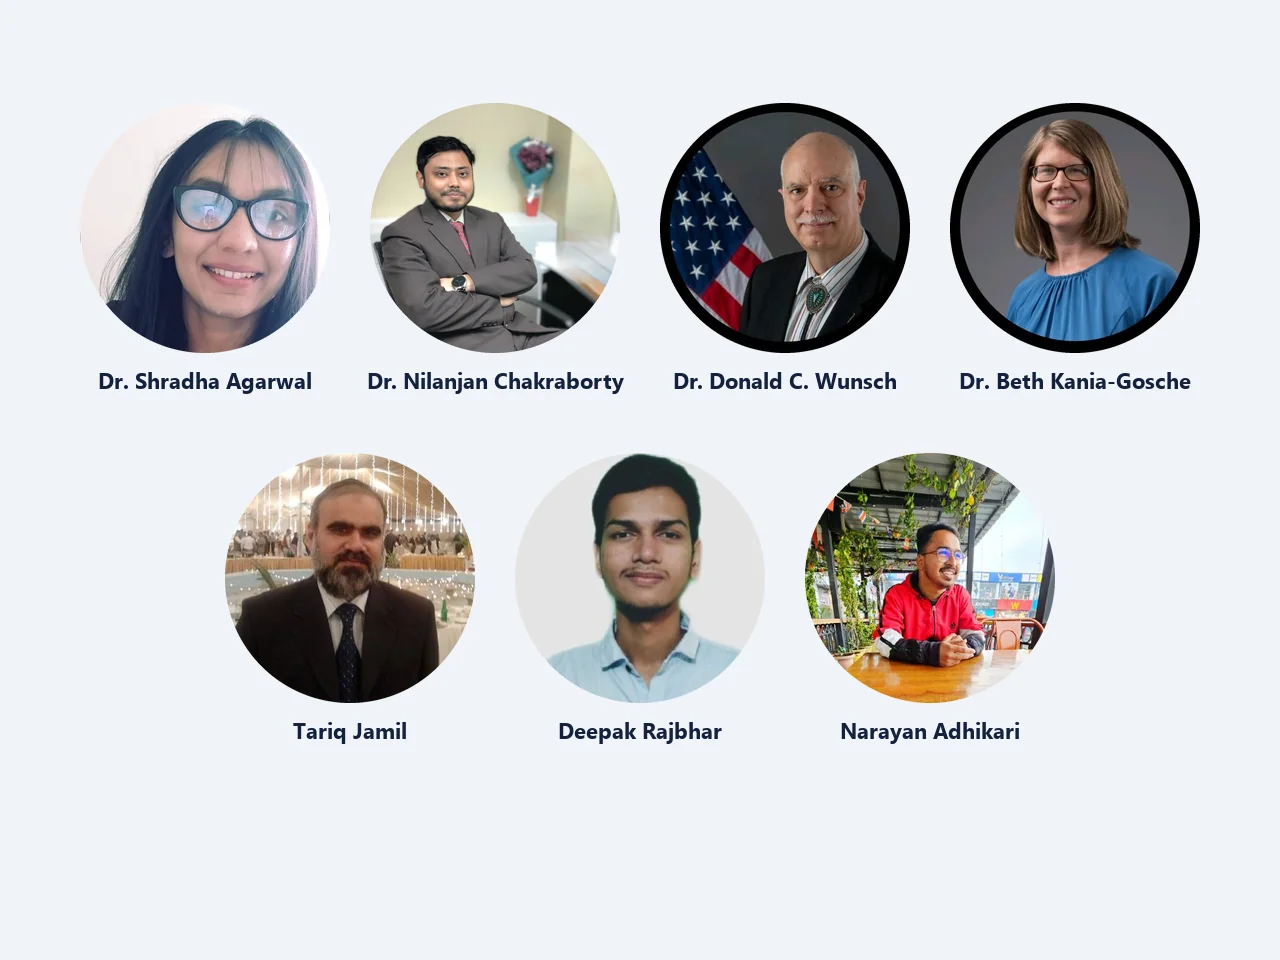 Dr. Shradha Agarwal
Dr. Nilanjan Chakraborty
Dr. Donald C. Wunsch
Dr. Beth Kania-Gosche
Tariq Jamil
Deepak Rajbhar
Narayan Adhikari